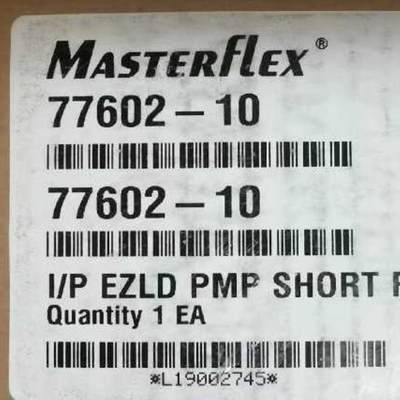 MASTERFLEX®
77602-10
77602-10
I/P EZLD PMP SHORT
Quantity 1 EA
*L19002745*